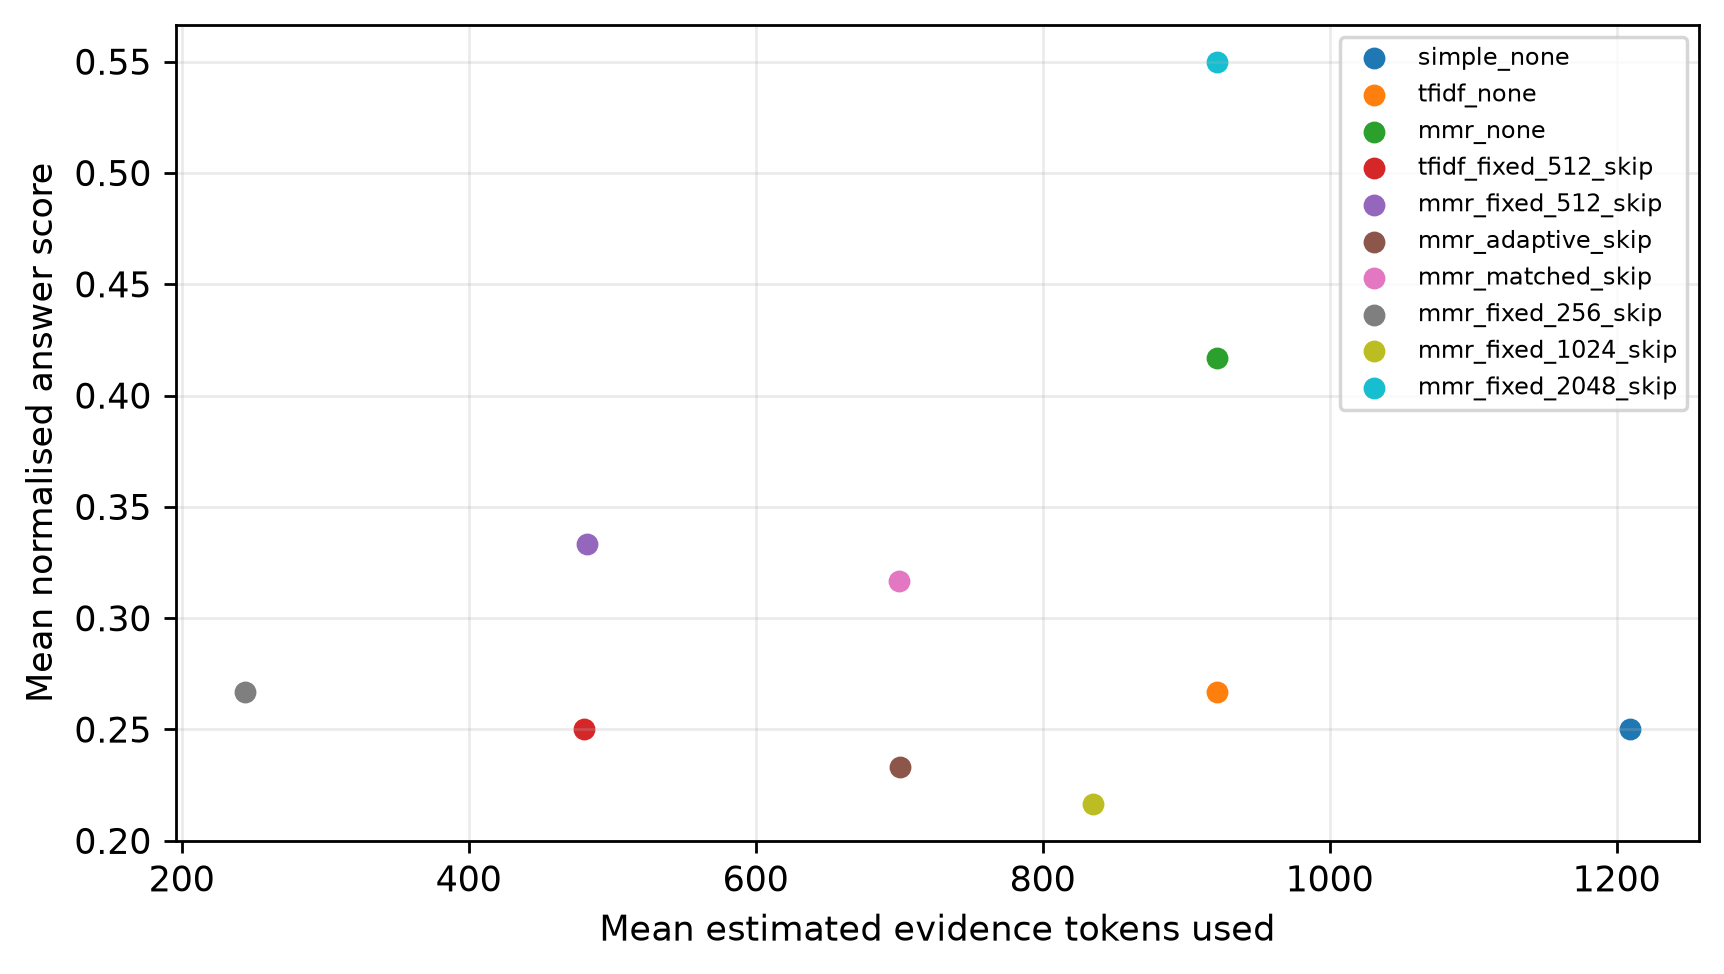 0.55
0.50
0.45
0.40
0.35
0.30
0.25
0.20
Mean normalised answer score
simple_none
tfidf_none
mmr_none
tfidf_fixed_512_skip
mmr_fixed_512_skip
mmr_adaptive_skip
mmr_matched_skip
mmr_fixed_256_skip
mmr_fixed_1024_skip
mmr_fixed_2048_skip
200 400 600 800 1000 1200
Mean estimated evidence tokens used